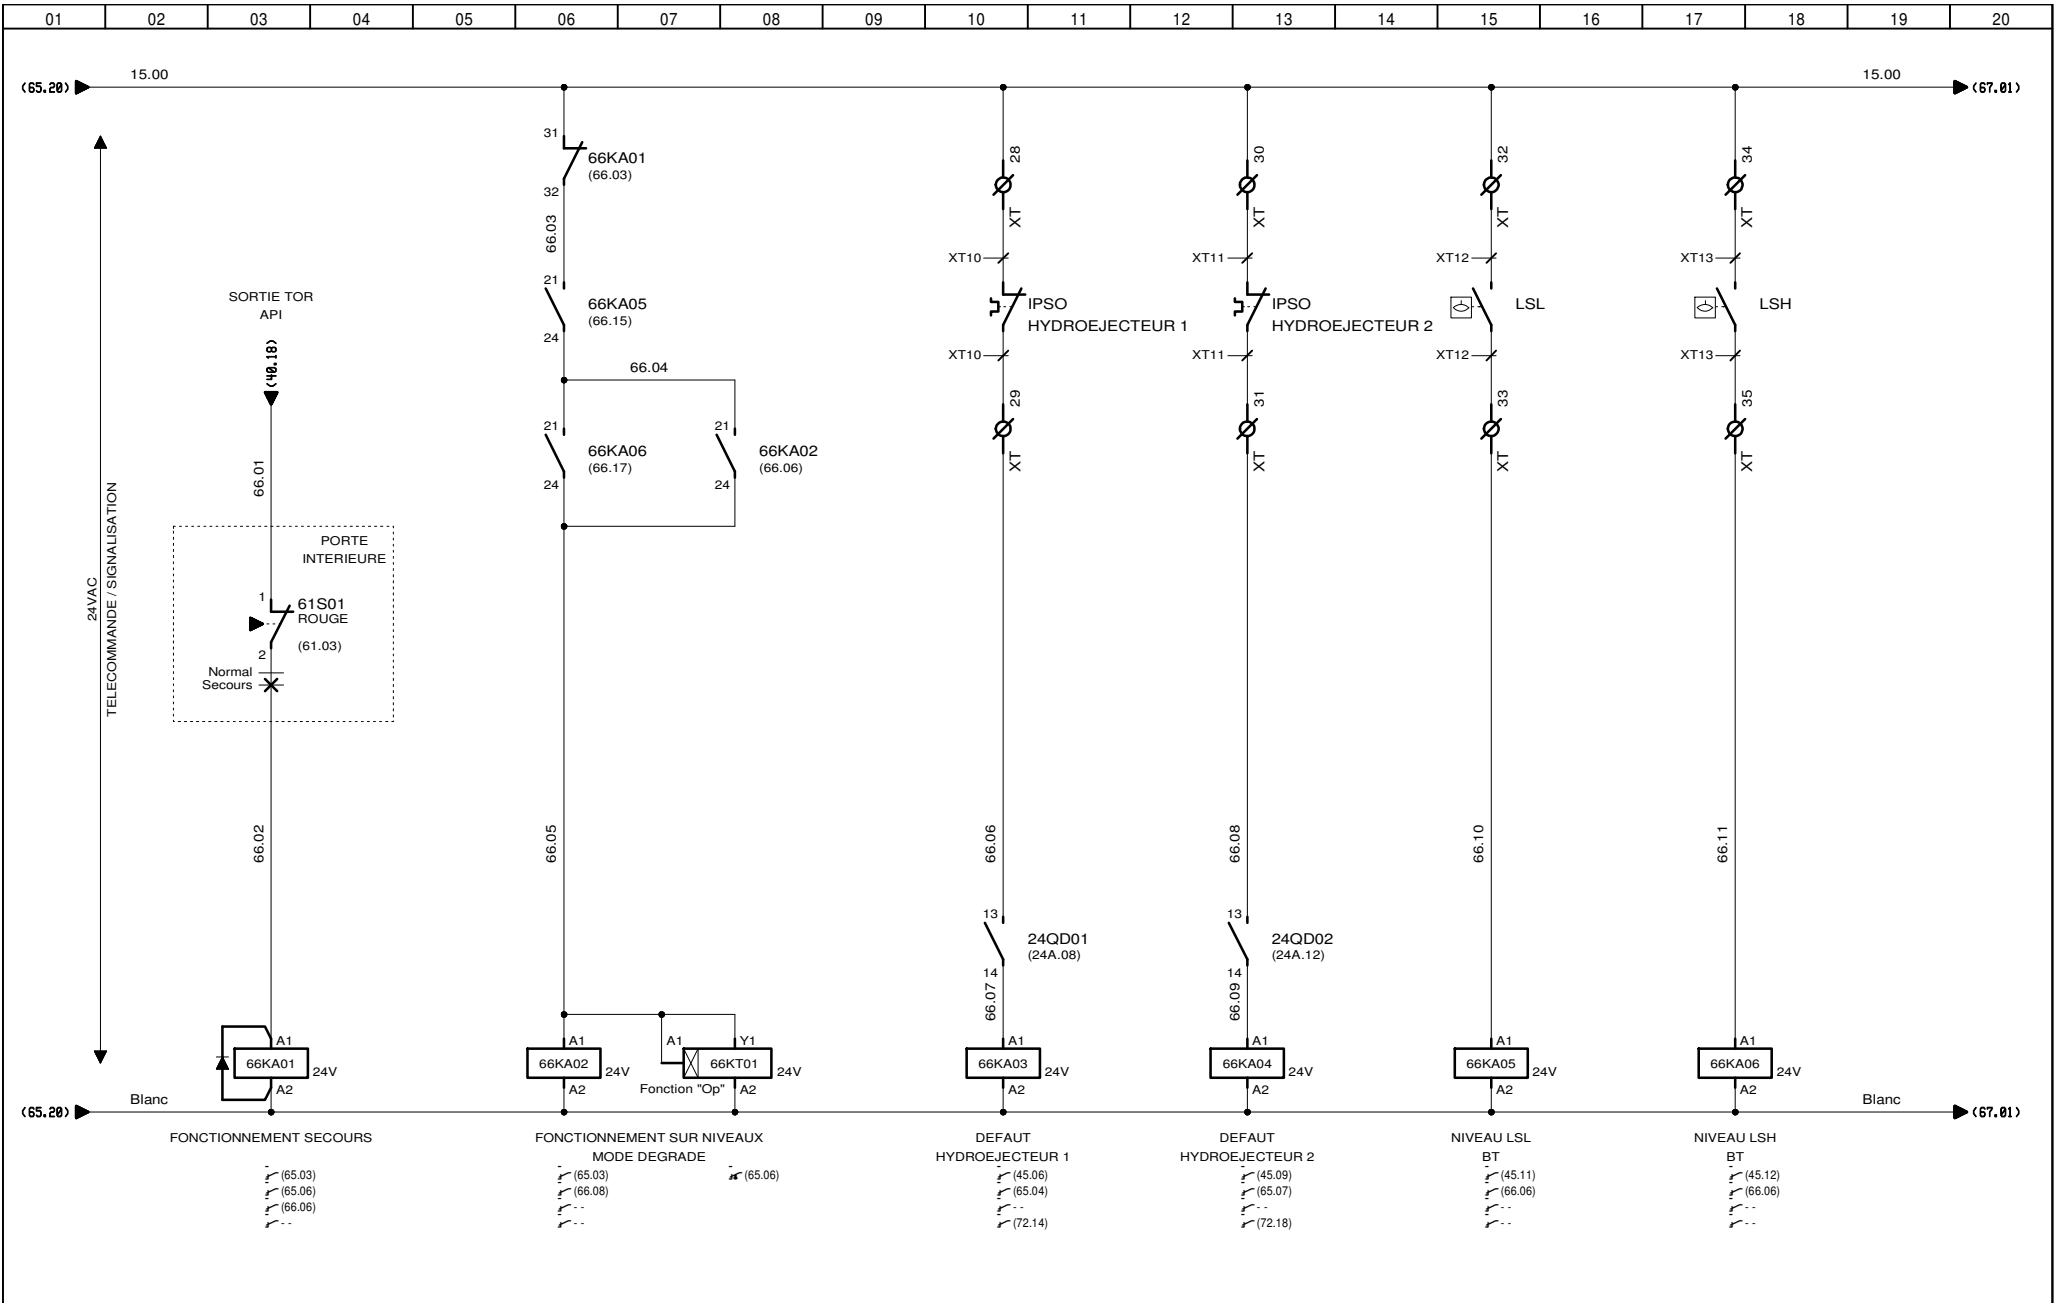 01 02 03 04 05 06 07 08 09 10 11 12 13 14 15 16 17 18 19 20
15.00 15.00
(65.20) (67.01)
31
66KA01
(66.03)
32
66.03
28 30 32 34
XT XT XT XT
XT10 XT11 XT12 XT13
21
66KA05
(66.15)
24
66.04
SORTIE TOR
API
(40.18)
IPSO
HYDROEJECTEUR 1
IPSO
HYDROEJECTEUR 2
LSL
LSH
XT10 XT11 XT12 XT13
29 31 33 35
XT XT XT XT
21
66KA06
(66.17)
24
21
66KA02
(66.06)
24
66.01
24VAC
TELECOMMANDE / SIGNALISATION
PORTE
INTERIEURE
1
61S01
ROUGE
(61.03)
2
Normal
Secours
66.02 66.05 66.06 66.08 66.10 66.11
13
24QD01
(24A.08)
14
66.07
13
24QD02
(24A.12)
14
66.09
A1 A1 A1 Y1 A1 A1 A1 A1
66KA01 24V 66KA02 24V 66KT01 24V 66KA03 24V 66KA04 24V 66KA05 24V 66KA06 24V
Fonction "Op"
A2 A2 A2 A2 A2 A2 A2
Blanc Blanc
(65.20) (67.01)
FONCTIONNEMENT SECOURS
(65.03)
(65.06)
(66.06)
- -
FONCTIONNEMENT SUR NIVEAUX
MODE DEGRADE
(65.03) (65.06)
(66.08)
- -
- -
DEFAUT
HYDROEJECTEUR 1
(45.06)
(65.04)
- -
(72.14)
DEFAUT
HYDROEJECTEUR 2
(45.09)
(65.07)
- -
(72.18)
NIVEAU LSL
BT
(45.11)
(66.06)
- -
- -
NIVEAU LSH
BT
(45.12)
(66.06)
- -
- -